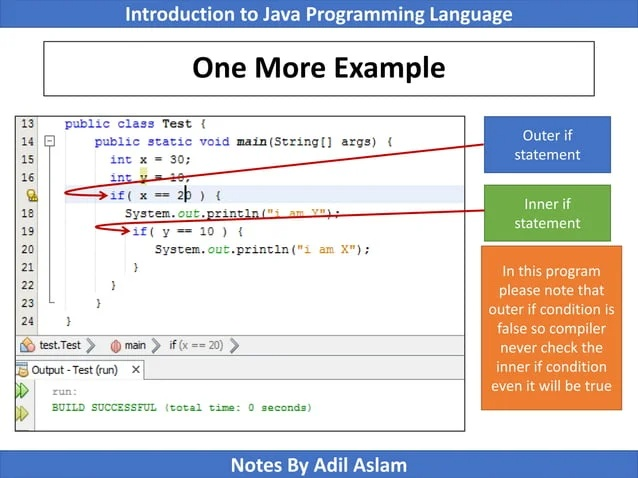 Introduction to Java Programming Language
One More Example
13 public class Test {
14 public static void main(String[] args) {
15 int x = 30;
16 int y = 10;
if( x == 20 ) {
18 System.out.println("i am X");
19 if( y == 10 ) {
20 System.out.println("i am X");
21 }
22 }
23 }
24 }
test.Test main if (x == 20)
Output - Test (run)
run:
BUILD SUCCESSFUL (total time: 0 seconds)
Outer if
statement
Inner if
statement
In this program
please note that
outer if condition is
false so compiler
never check the
inner if condition
even it will be true
Notes By Adil Aslam